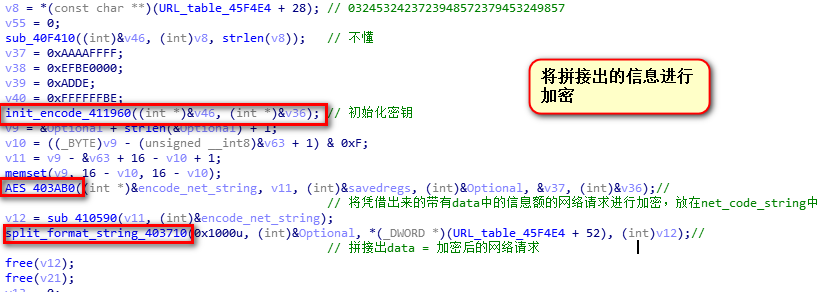 v8 = *(const char **)(URL_table_45F4E4 + 28); // 0324532423723948572379453249857
v55 = 0;
sub_40F410((int)&v46, (int)v8, strlen(v8)); // 不懂
v37 = 0xAAAAFFFF;
v38 = 0xEFBE0000;
v39 = 0xADDE;
v40 = 0xFFFFFFBE;
将拼接出的信息进行
加密
init_encode_411960((int *)&v46, (int *)&v36); // 初始化密钥
v9 = &Optional + strlen(&Optional) + 1;
v10 = ((_BYTE)v9 - (unsigned __int8)&v63 + 1) & 0xF;
v11 = v9 - &v63 + 16 - v10 + 1;
memset(v9, 16 - v10, 16 - v10);
AES_403AB0((int *)&encode_net_string, v11, (int)&savedregs, (int)&Optional, &v37, (int)&v36);//
// 将凭借出来的带有data中的信息额的网络请求进行加密，放在net_code_string中
v12 = sub_410590(v11, (int)&encode_net_string);
split_format_string_403710(0x1000u, (int)&Optional, *(_DWORD *)(URL_table_45F4E4 + 52), (int)v12);//
// 拼接出data = 加密后的网络请求
free(v12);
free(v21);